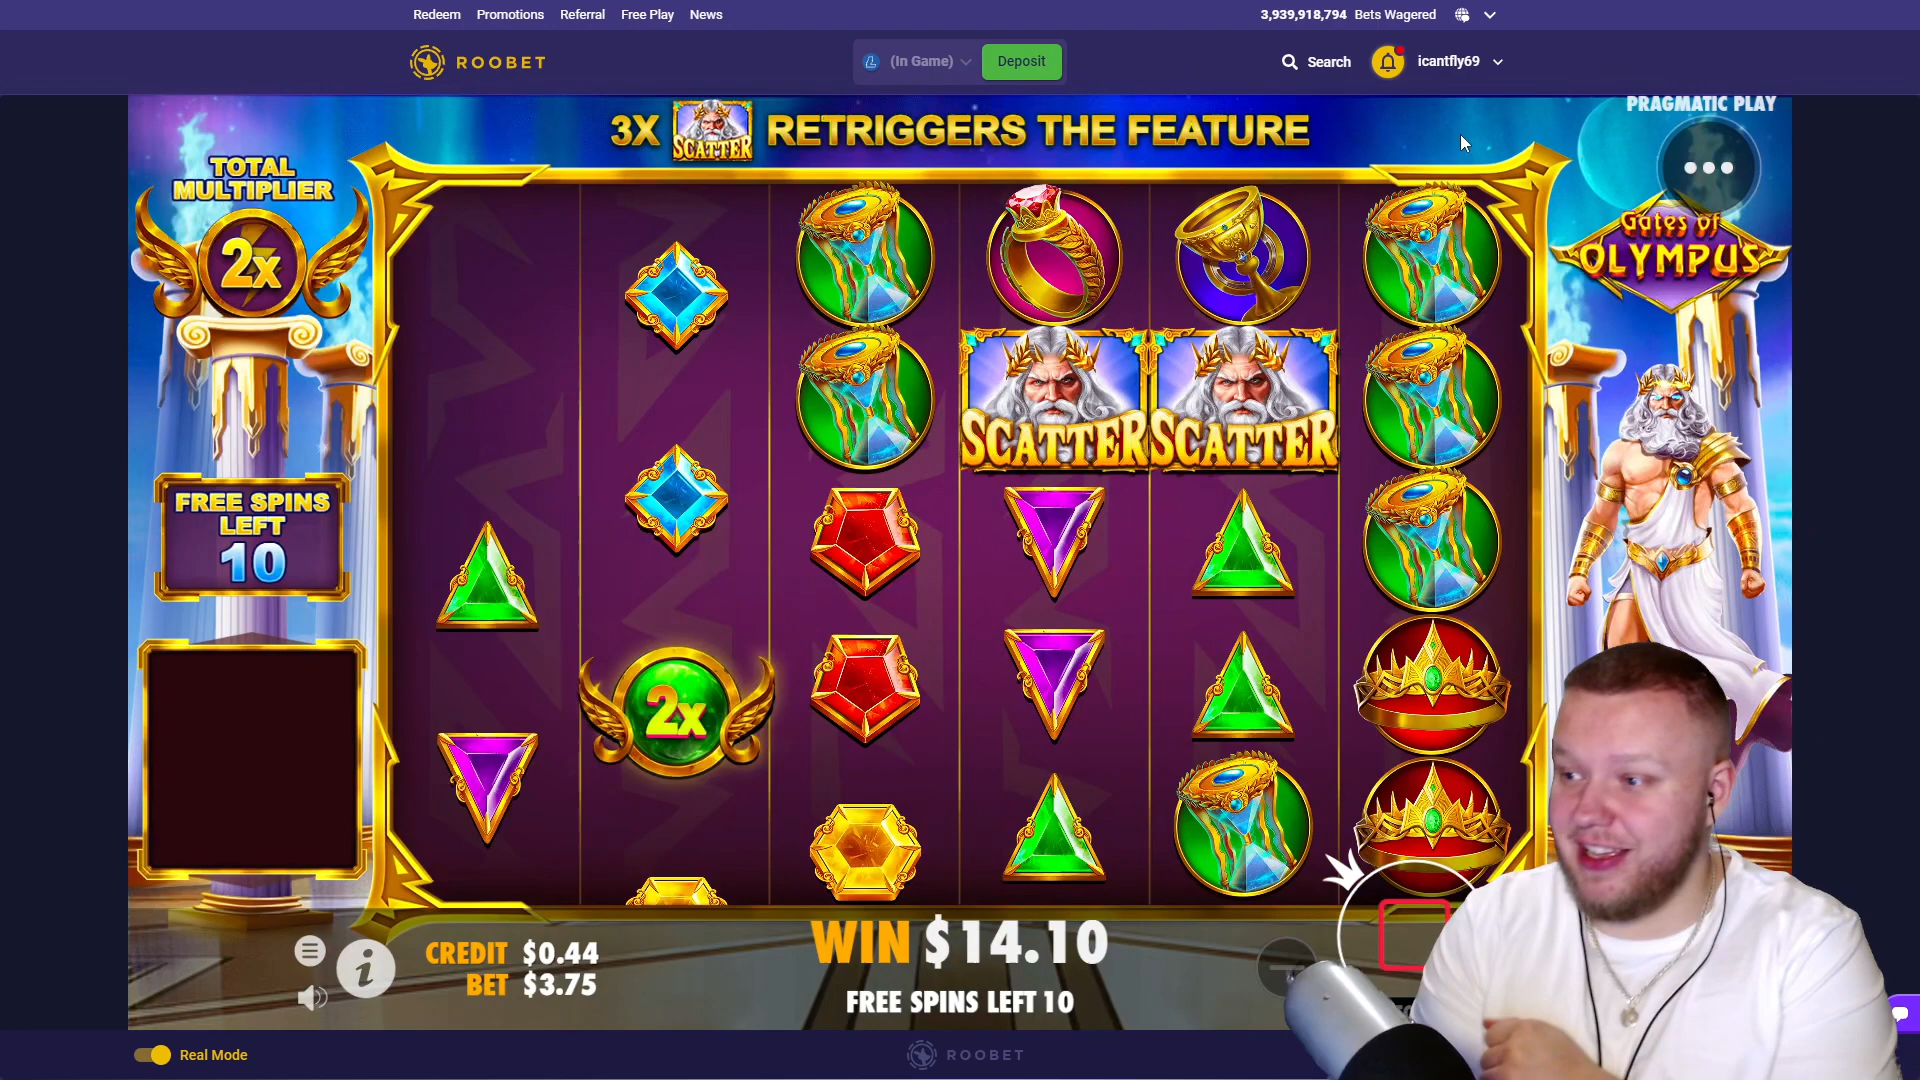 Redeem Promotions Referral Free Play News
3,939,918,794 Bets Wagered
ROOBET
(In Game)
Deposit
Search
icantfly69
PRAGMATIC PLAY
3X SCATTER RETRIGGERS THE FEATURE
TOTAL
MULTIPLIER
2x
Gates of
OLYMPUS
SCATTER SCATTER
FREE SPINS
LEFT
10
2x
CREDIT $0.44
BET $3.75
WIN $14.10
FREE SPINS LEFT 10
Real Mode
ROOBET